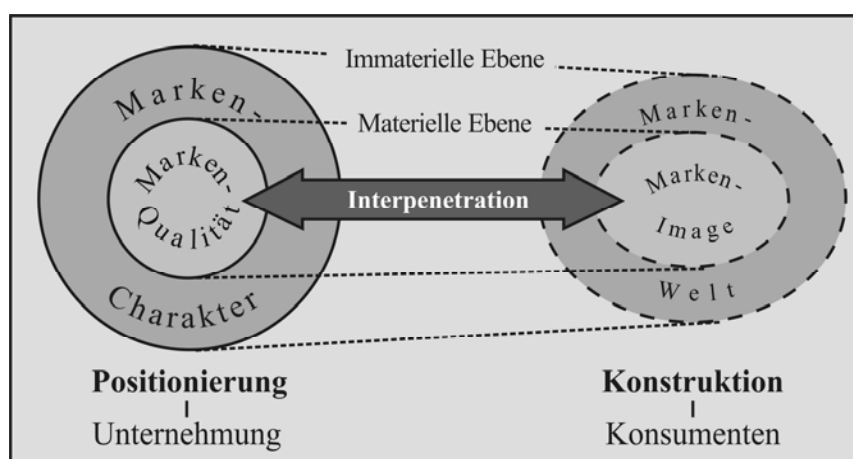 Immaterielle Ebene
Marken-
Materielle Ebene
Marken-
Marken-
Qualität
Interpenetration
Marken-
Image
Charakter
Welt
Positionierung
Unternehmung
Konstruktion
Konsumenten